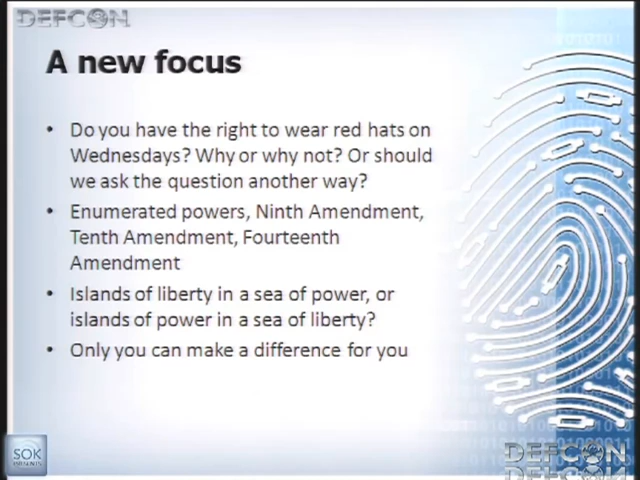 DEFCON
A new focus
• Do you have the right to wear red hats on
Wednesdays? Why or why not? Or should
we ask the question another way?
• Enumerated powers, Ninth Amendment,
Tenth Amendment, Fourteenth
Amendment
• Islands of liberty in a sea of power, or
islands of power in a sea of liberty?
• Only you can make a difference for you
SOK
PRESENTS
DEFCON